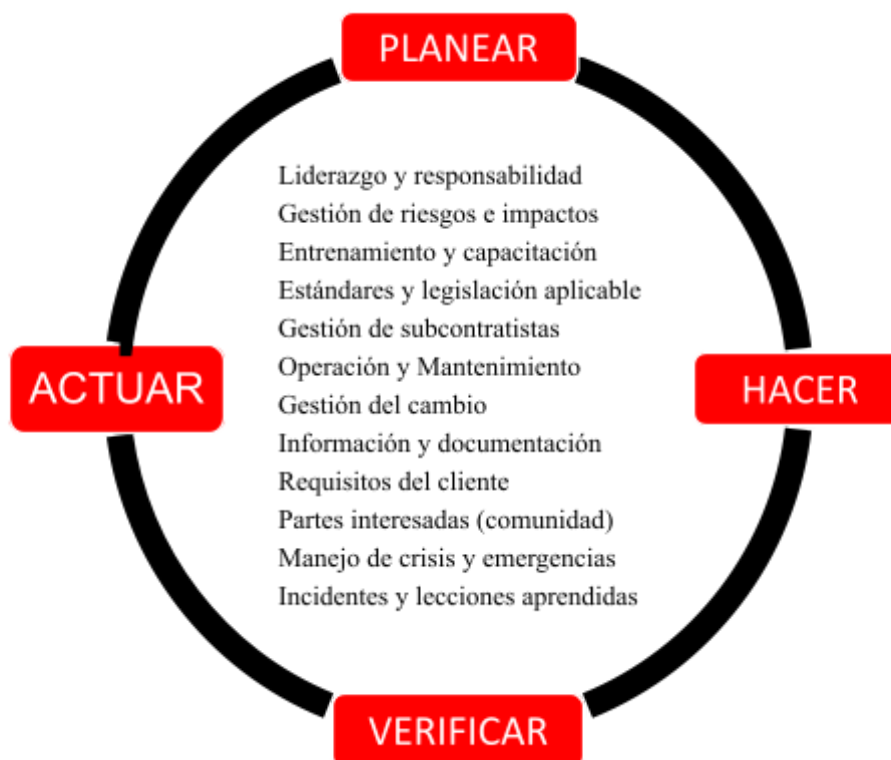 PLANEAR
Liderazgo y responsabilidad
Gestión de riesgos e impactos
Entrenamiento y capacitación
Estándares y legislación aplicable
Gestión de subcontratistas
Operación y Mantenimiento
Gestión del cambio
Información y documentación
Requisitos del cliente
Partes interesadas (comunidad)
Manejo de crisis y emergencias
Incidentes y lecciones aprendidas
ACTUAR
HACER
VERIFICAR